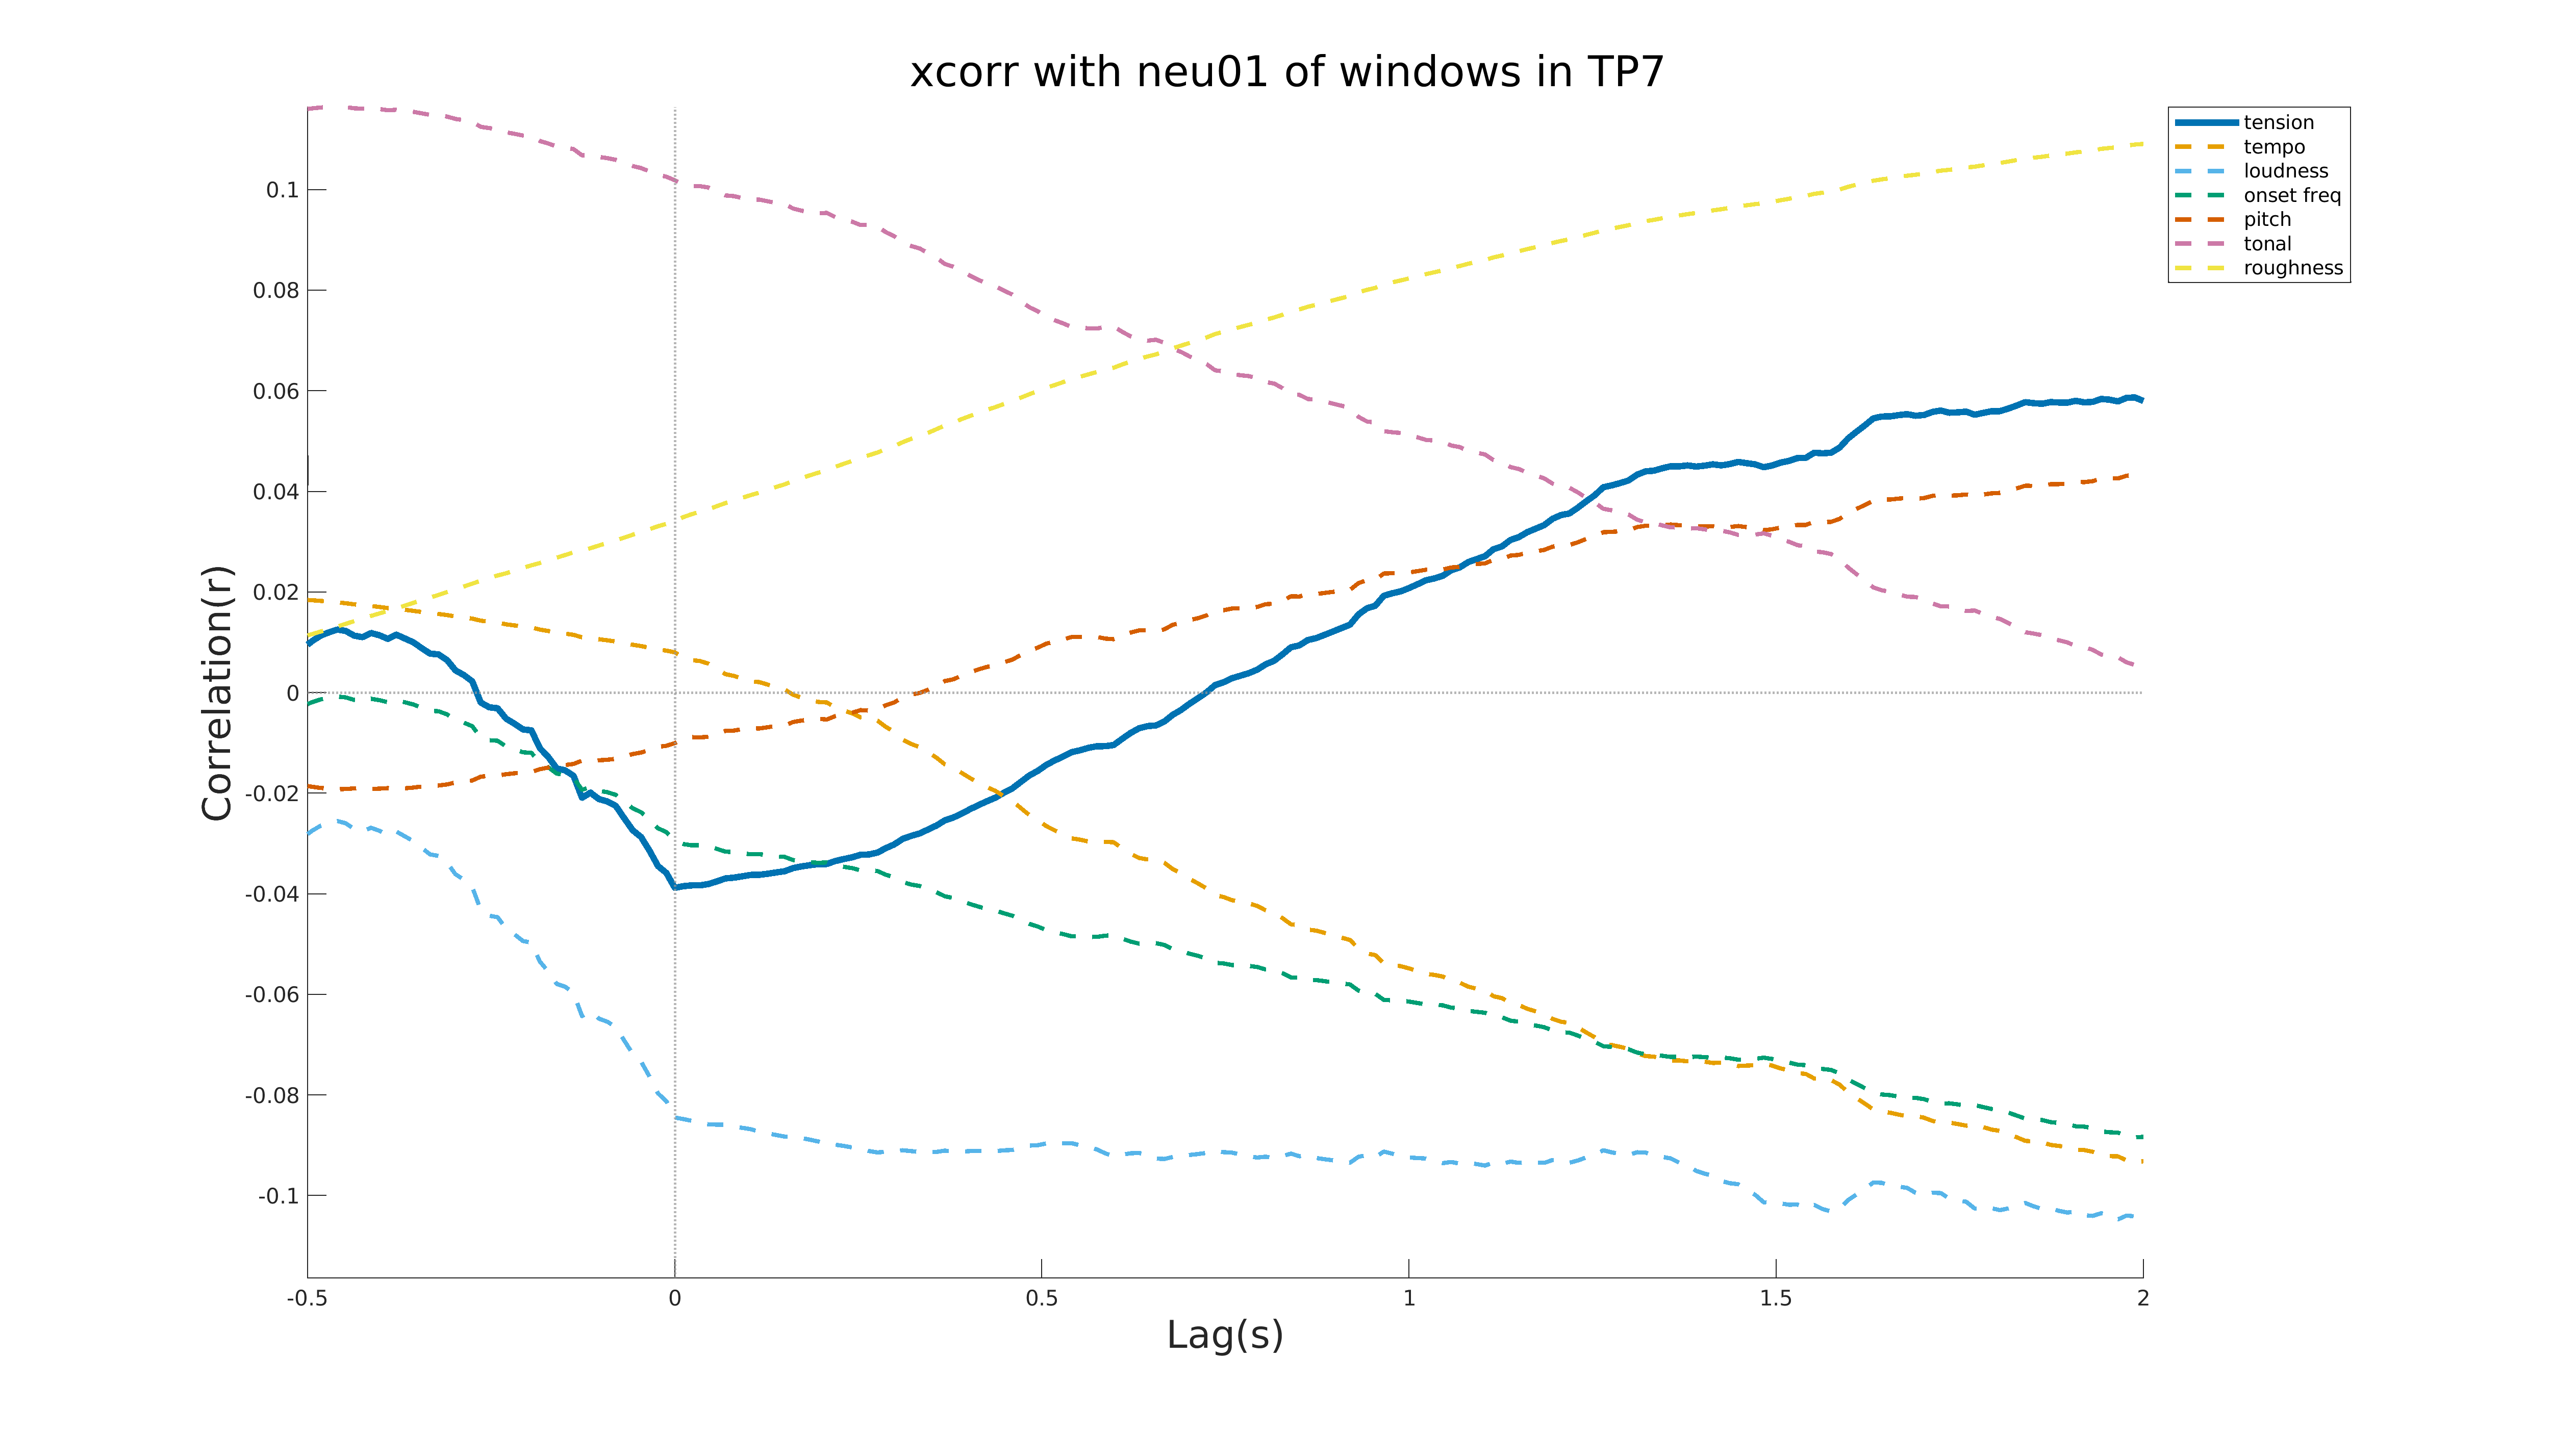 xcorr with neu01 of windows in TP7
tension
tempo
loudness
onset freq
pitch
tonal
roughness
0.1
0.08
0.06
0.04
0.02
0
-0.02
-0.04
-0.06
-0.08
-0.1
Correlation(r)
-0.5
0
0.5
1
1.5
2
Lag(s)